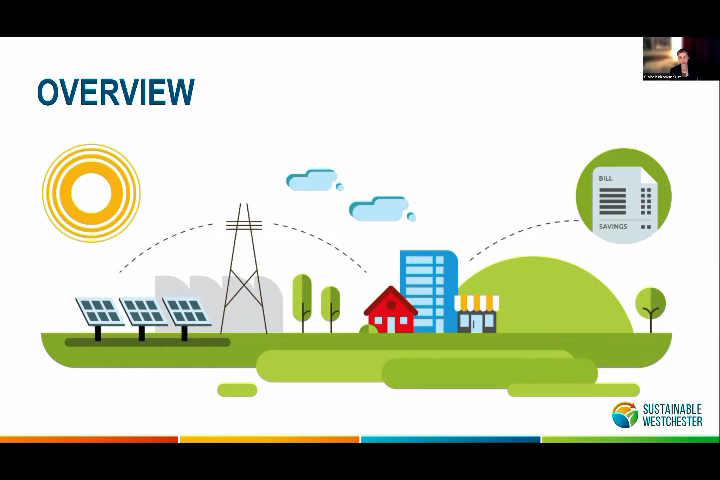 OVERVIEW
BILL
SAVINGS
SUSTAINABLE
WESTCHESTER